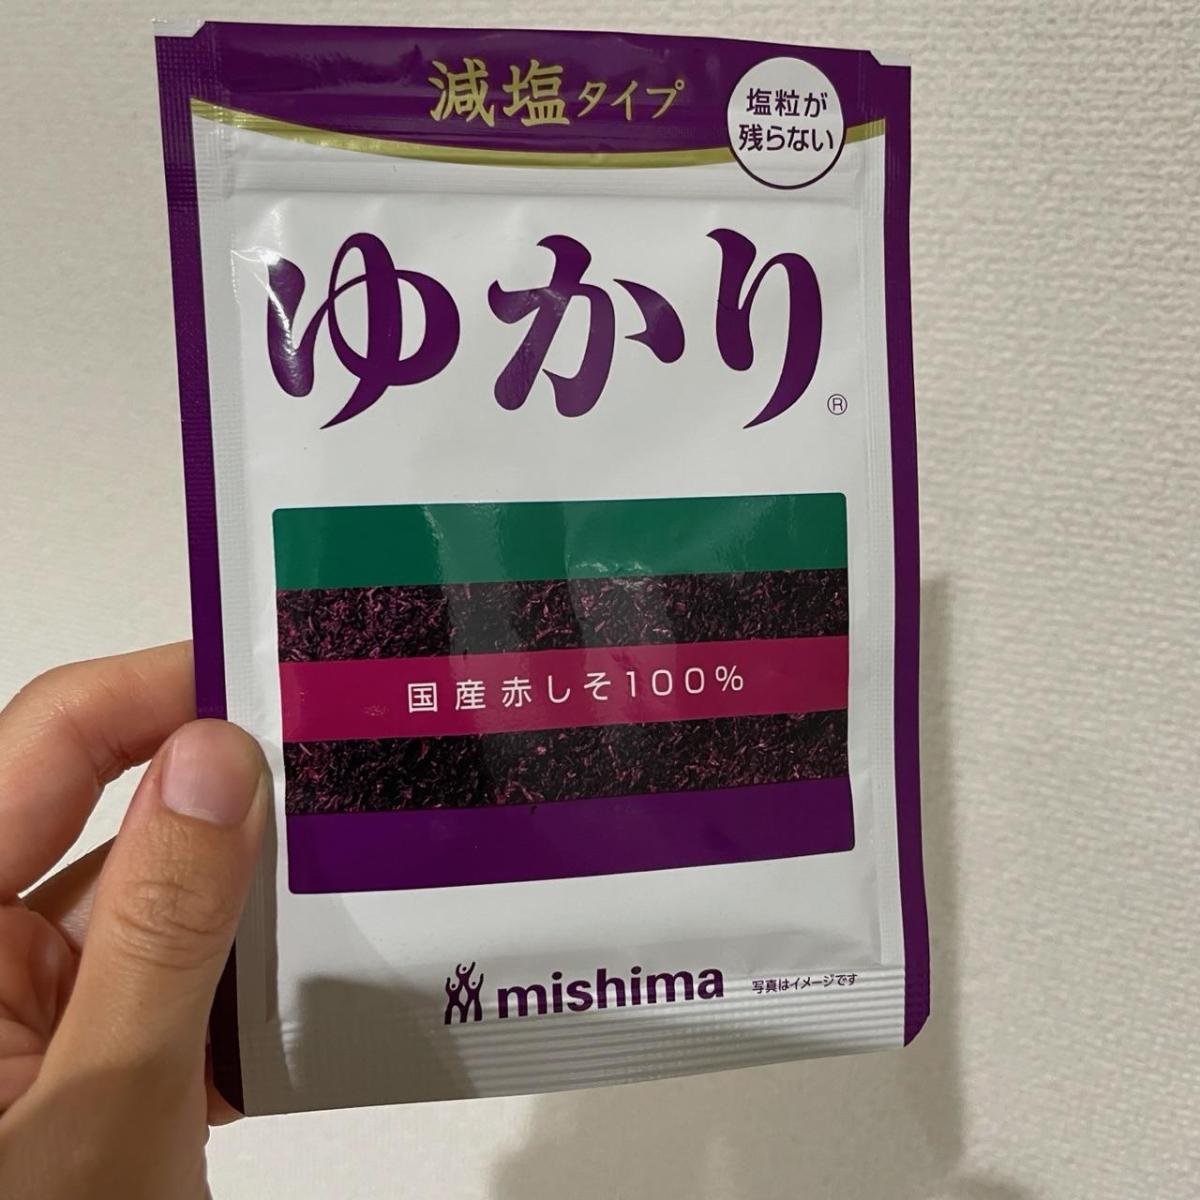 減塩タイプ
塩粒が
残らない
ゆかり®
国産赤しそ100%
mishima
写真はイメージです